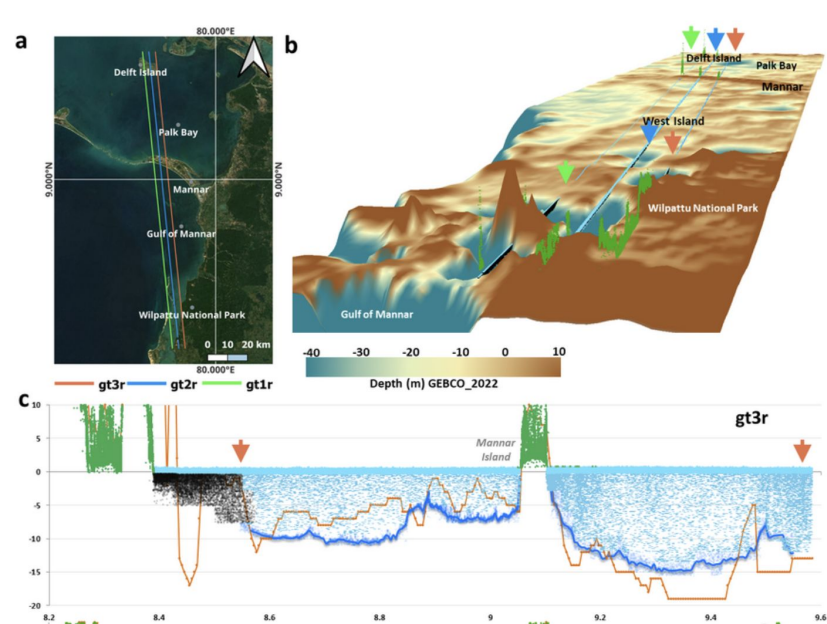 a
80.000°E
Delft Island
Palk Bay
9.000°N
9.000°N
Mannar
Gulf of Mannar
Wilpattu National Park
0 10 20 km
80.000°E
gt3r gt2r gt1r
b
Delft Island
Palk Bay
Mannar
West Island
Wilpattu National Park
Gulf of Mannar
-40 -30 -20 -10 0 10
Depth (m) GEBCO_2022
c
gt3r
Mannar
Island
10
5
0
-5
-10
-15
-20
8.2 8.4 8.6 8.8 9 9.2 9.4 9.6